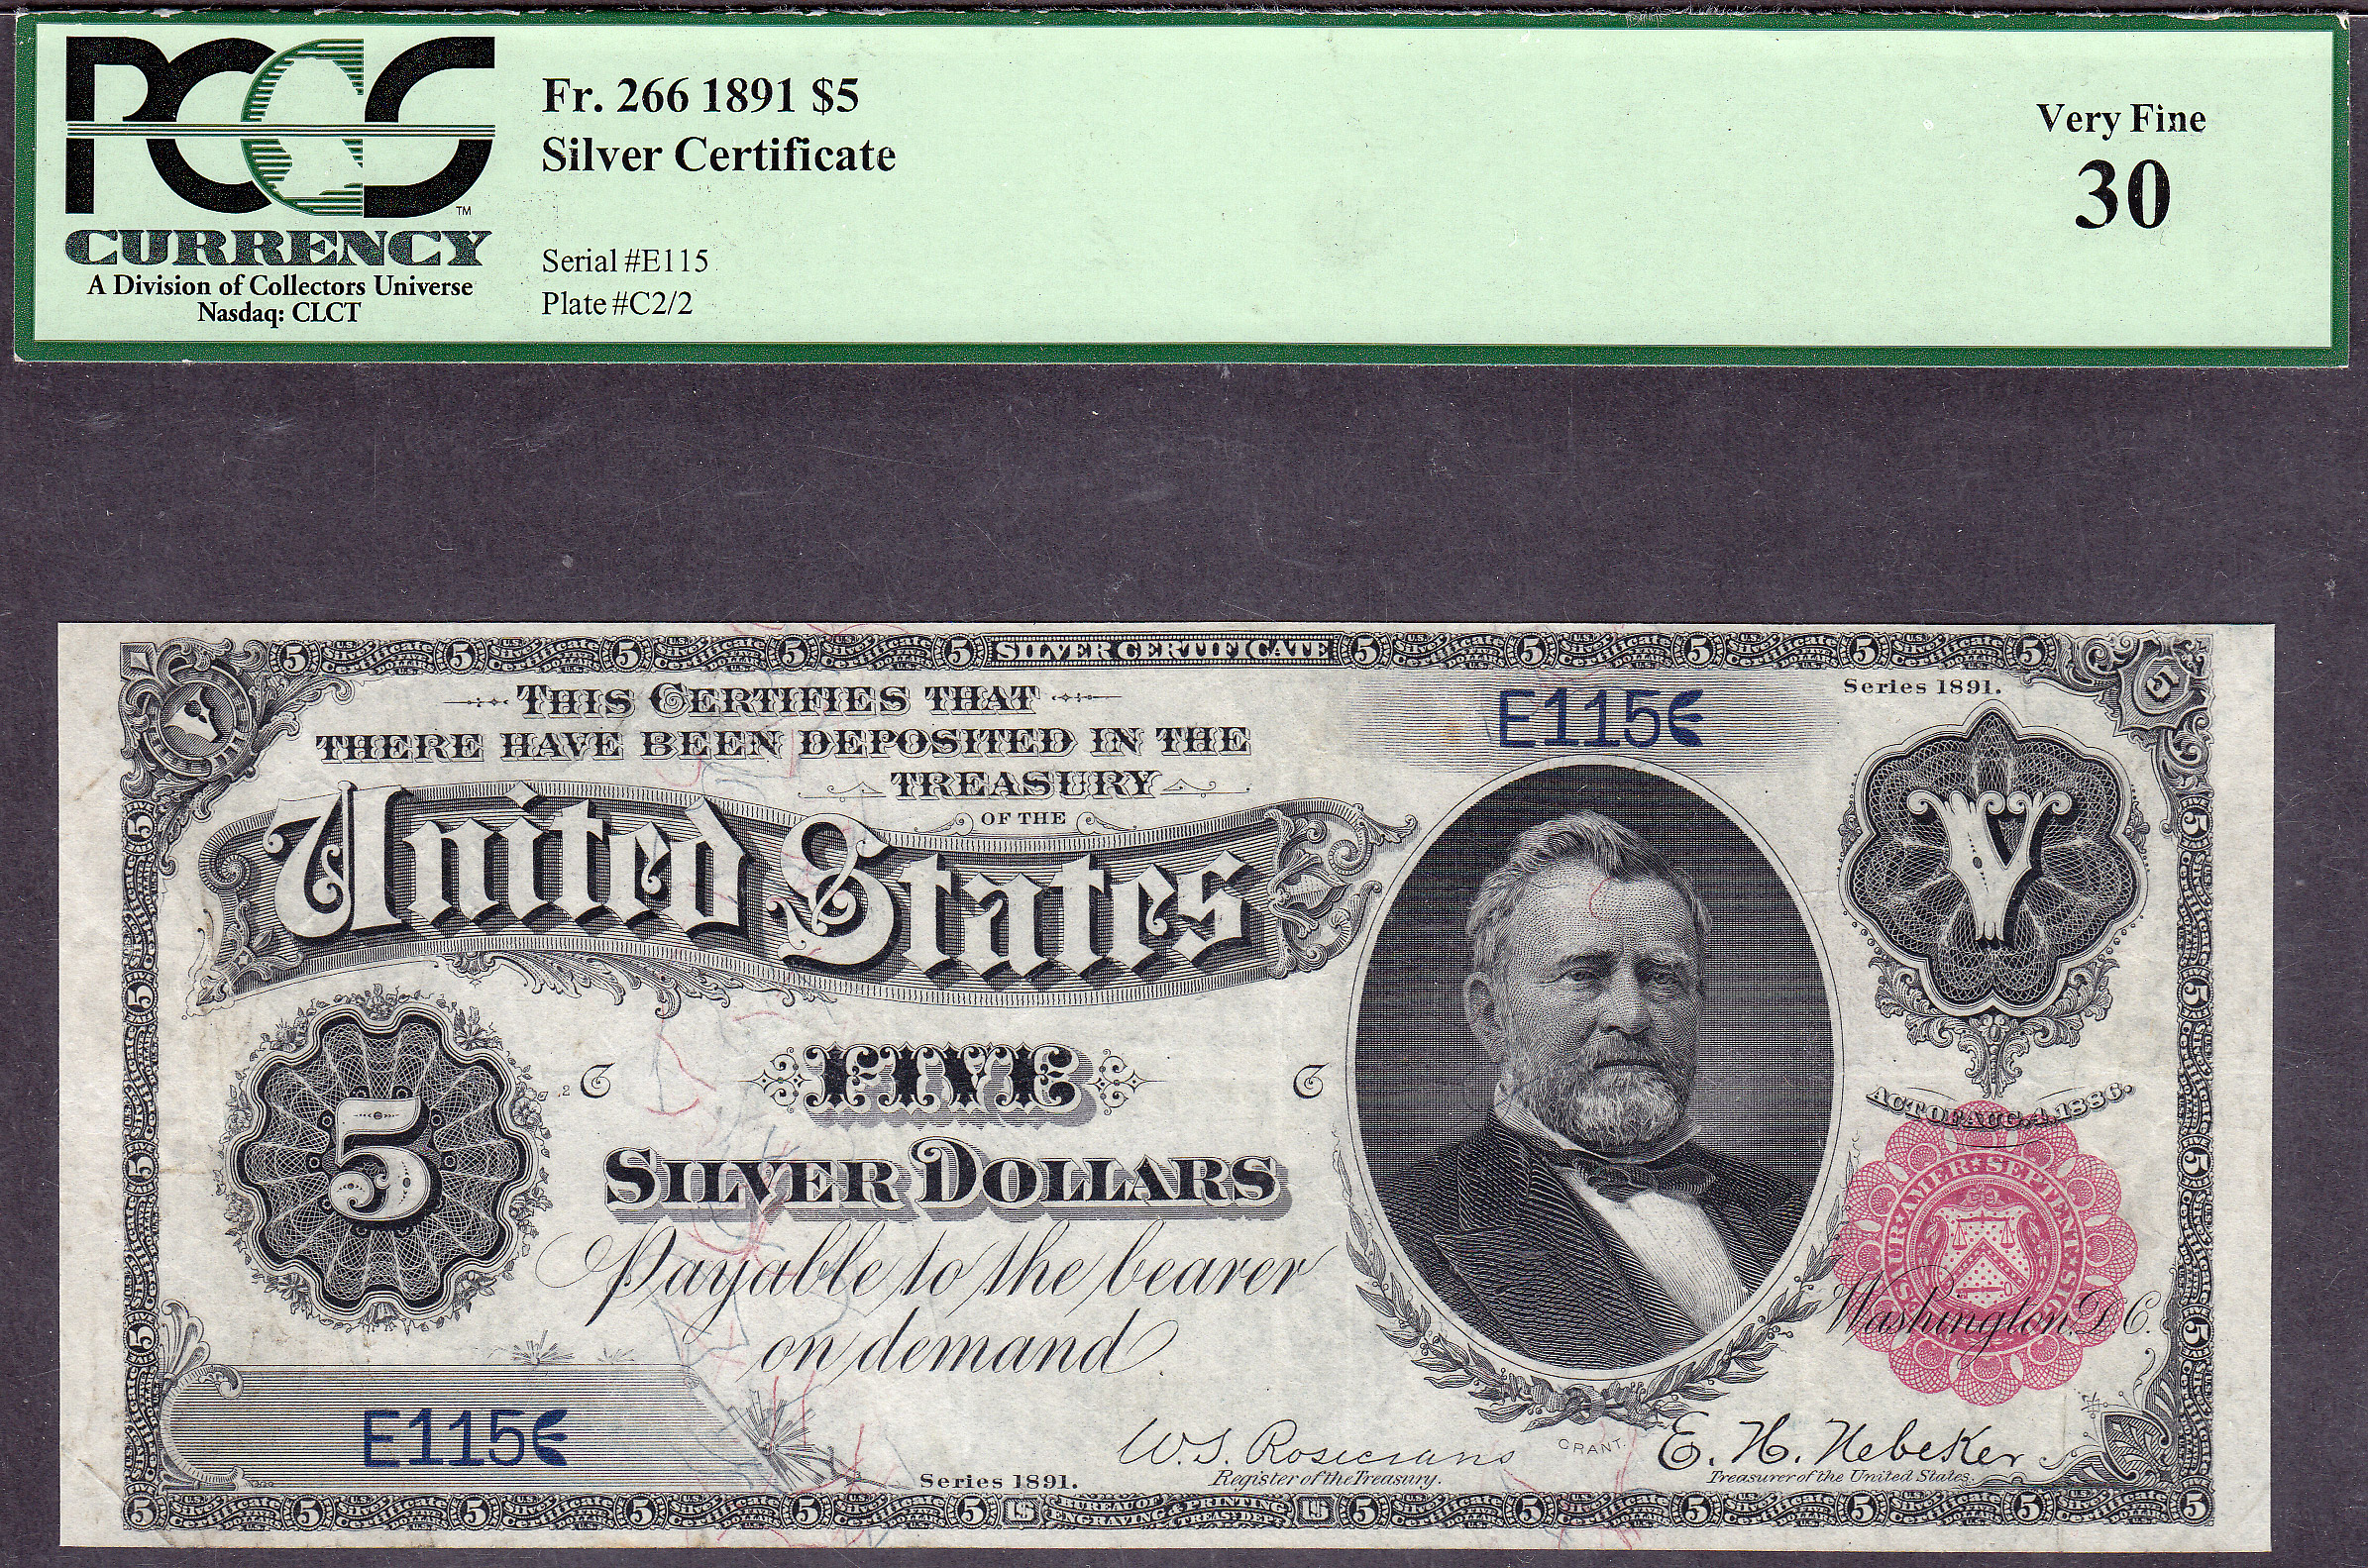 PCGS
CURRENCY
A Division of Collectors Universe
Nasdaq: CLCT
Fr. 266 1891 $5
Silver Certificate
Serial #E115
Plate #C2/2
Very Fine
30
SILVER CERTIFICATE
THIS CERTIFIES THAT
THERE HAVE BEEN DEPOSITED IN THE
TREASURY
OF THE
United States
E115
Series 1891.
V
5
C
FIVE
C
SILVER DOLLARS
Payable to the bearer
on demand
ACT OF AUG. 4, 1886.
Washington, D.C.
E115
Series 1891.
W. S. Rosecrans
Register of the Treasury.
GRANT.
E. H. Nebeker
Treasurer of the United States.
BUREAU OF ENGRAVING & PRINTING
TREASY DEPT